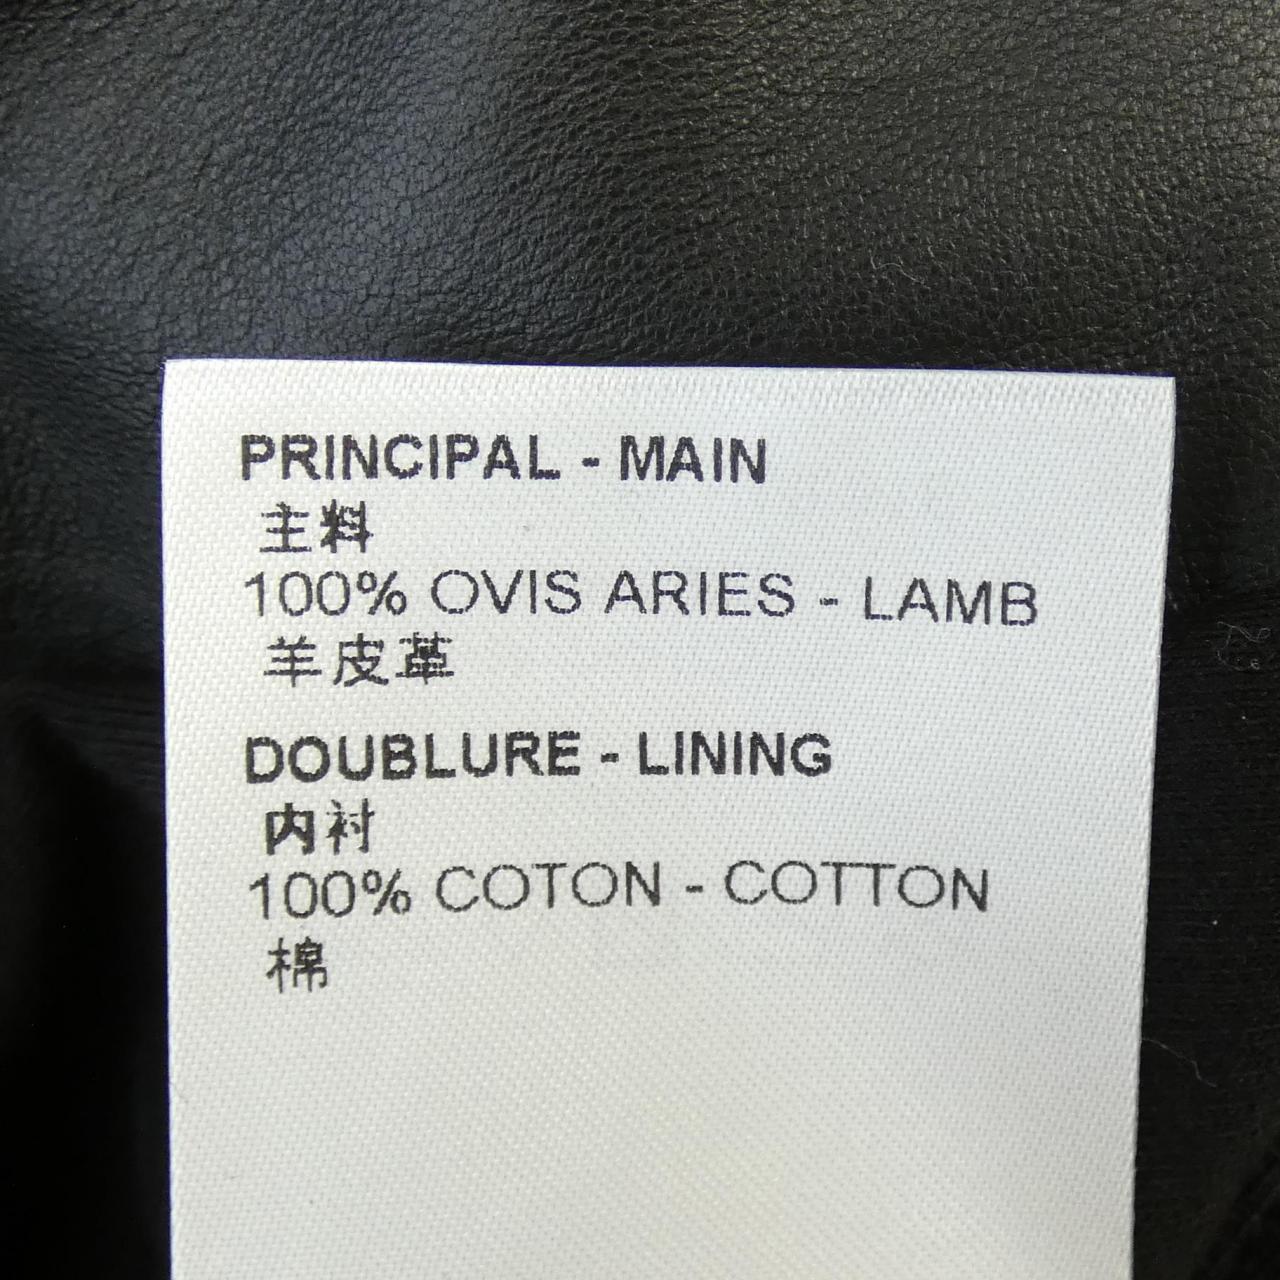 PRINCIPAL - MAIN
主料
100% OVIS ARIES - LAMB
羊皮革
DOUBLURE - LINING
内衬
100% COTON - COTTON
棉